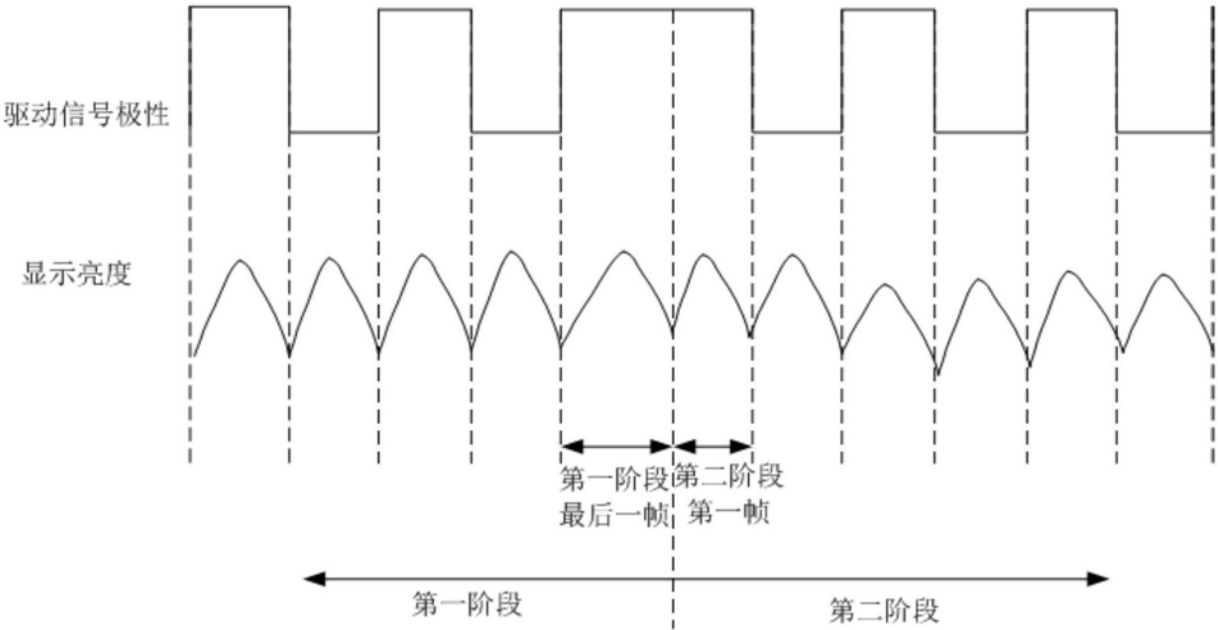 驱动信号极性
显示亮度
第一阶段
最后一帧
第二阶段
第一帧
第一阶段
第二阶段